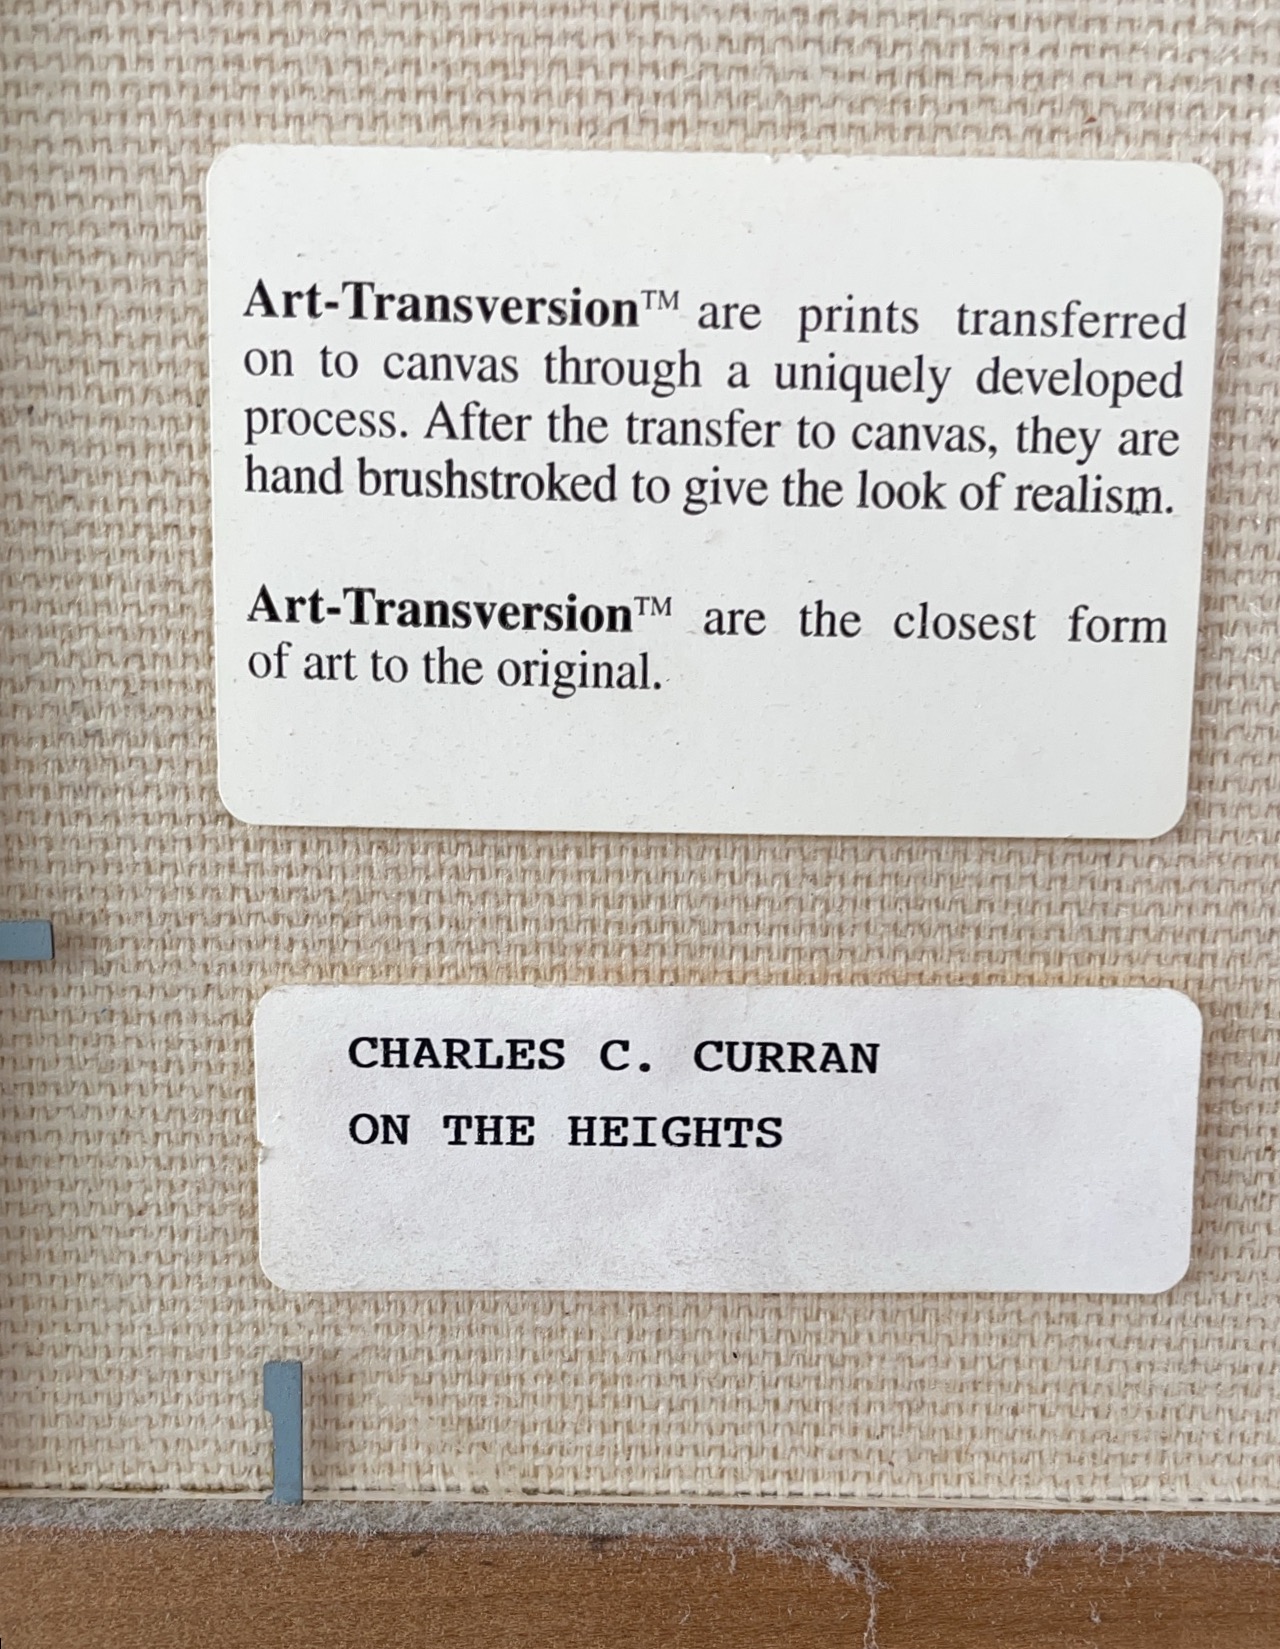 Art-Transversion™ are prints transferred
on to canvas through a uniquely developed
process. After the transfer to canvas, they are
hand brushstroked to give the look of realism.
Art-Transversion™ are the closest form
of art to the original.
CHARLES C. CURRAN
ON THE HEIGHTS